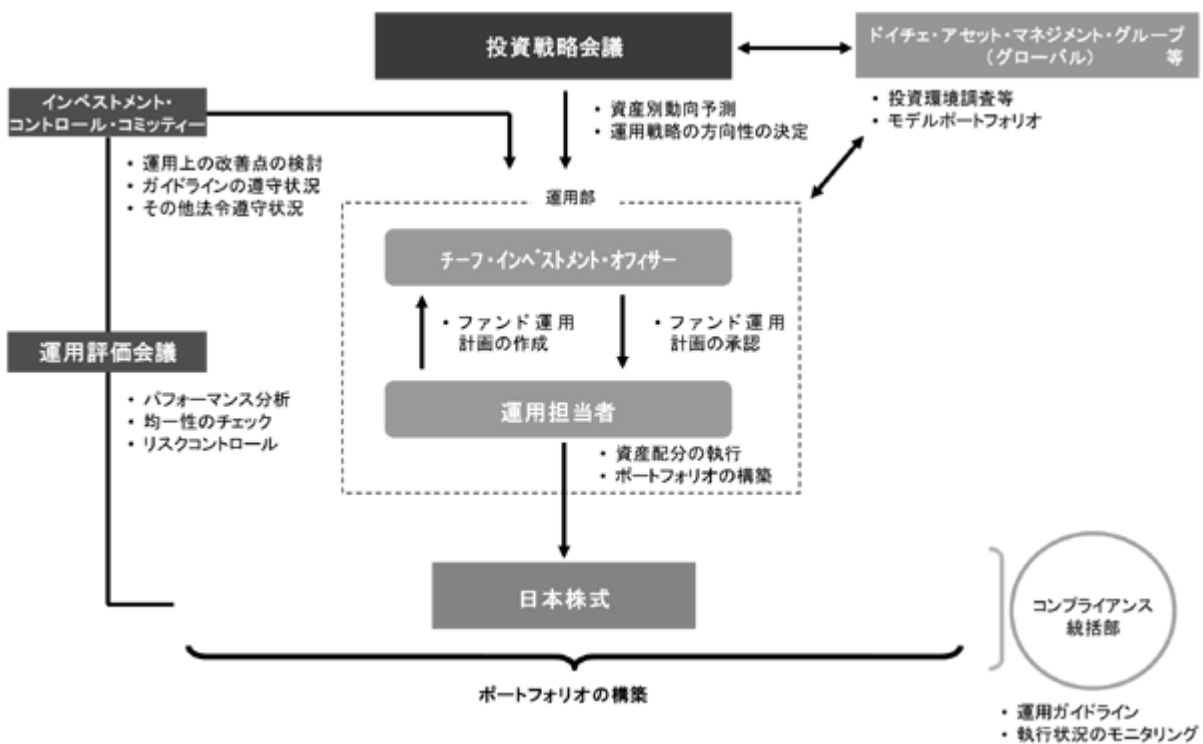 投資戦略会議
ドイチェ・アセット・マネジメント・グループ
(グローバル) 等
・投資環境調査等
・モデルポートフォリオ
インベストメント・
コントロール・コミッティー
・資産別動向予測
・運用戦略の方向性の決定
・運用上の改善点の検討
・ガイドラインの遵守状況
・その他法令遵守状況
運用部
チーフ・インベストメント・オフィサー
・ファンド運用
計画の作成
・ファンド運用
計画の承認
運用評価会議
・パフォーマンス分析
・均一性のチェック
・リスクコントロール
運用担当者
・資産配分の執行
・ポートフォリオの構築
日本株式
コンプライアンス
統括部
ポートフォリオの構築
・運用ガイドライン
・執行状況のモニタリング